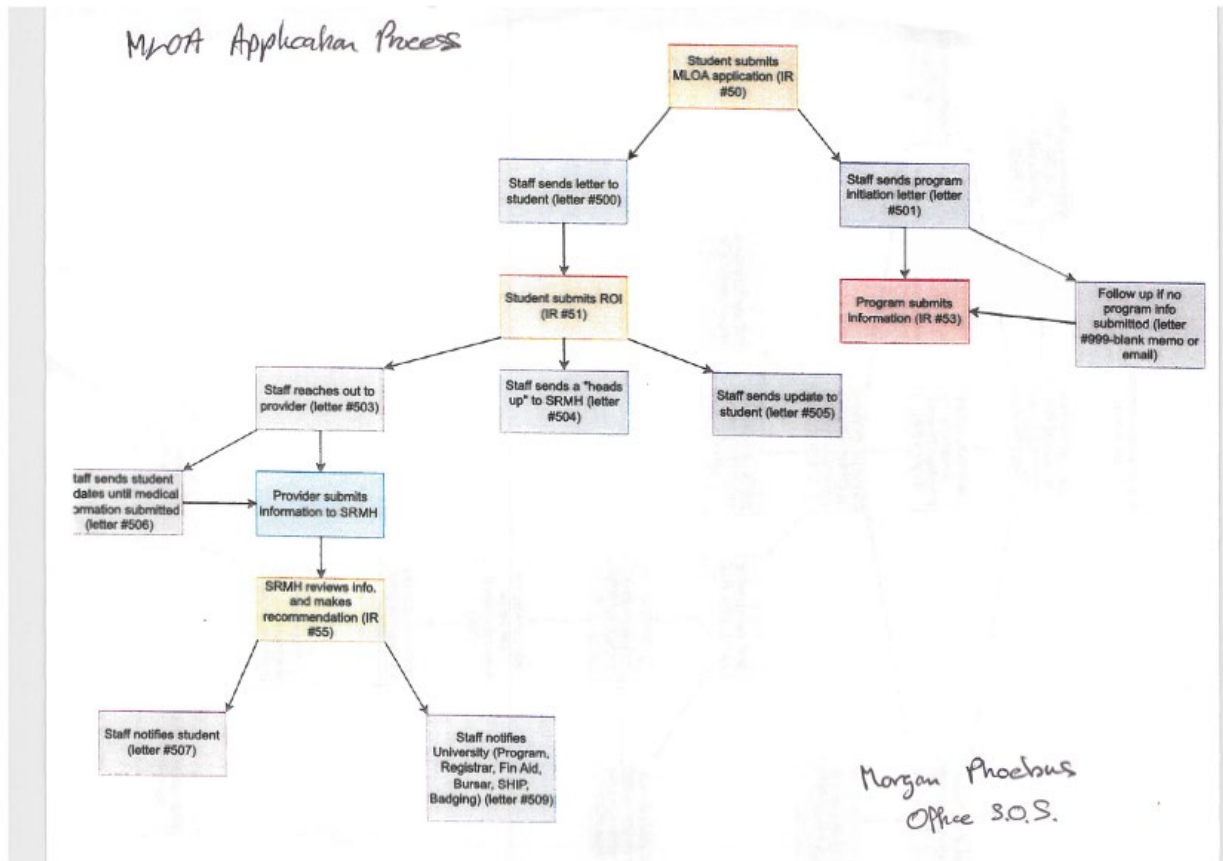 MLOA Application Process
Student submits
MLOA application (IR
#50)
Staff sends letter to
student (letter #500)
Staff sends program
initiation letter (letter
#501)
Student submits ROI
(IR #51)
Program submits
information (IR #53)
Follow up if no
program info
submitted (letter
#999-blank memo or
email)
Staff reaches out to
provider (letter #503)
Staff sends a "heads
up" to SRMH (letter
#504)
Staff sends update to
student (letter #505)
taff sends student
dates until medical
ormation submitted
(letter #506)
Provider submits
information to SRMH
SRMH reviews info.
and makes
recommendation (IR
#55)
Staff notifies student
(letter #507)
Staff notifies
University (Program,
Registrar, Fin Aid,
Bursar, SHIP,
Badging) (letter #509)
Morgan Phoebus
Office S.O.S.